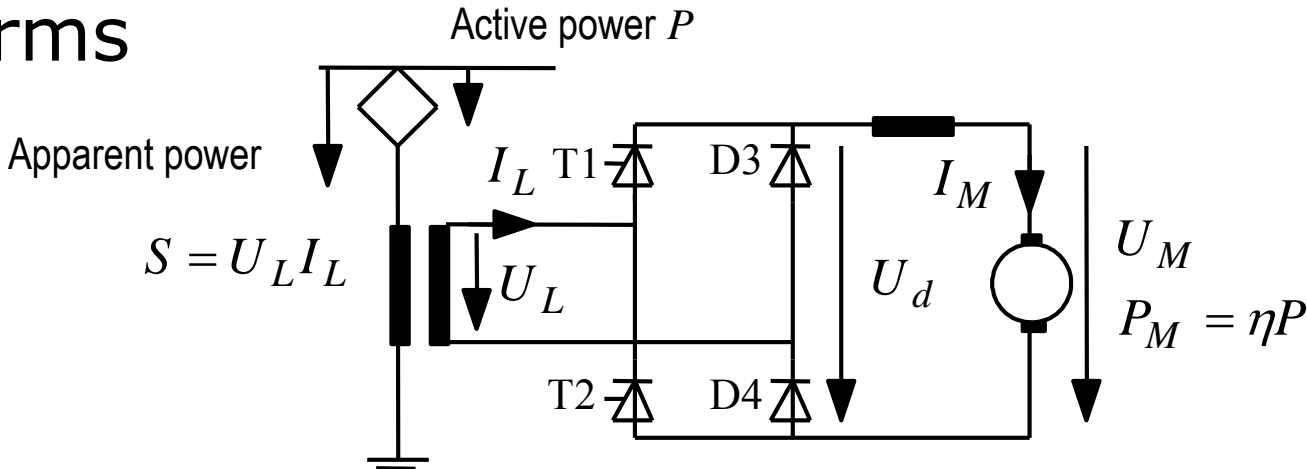 rms
Active power P
Apparent power
I_L T1 D3
I_M
S = U_L I_L
U_L
U_d
U_M
P_M = ηP
T2 D4